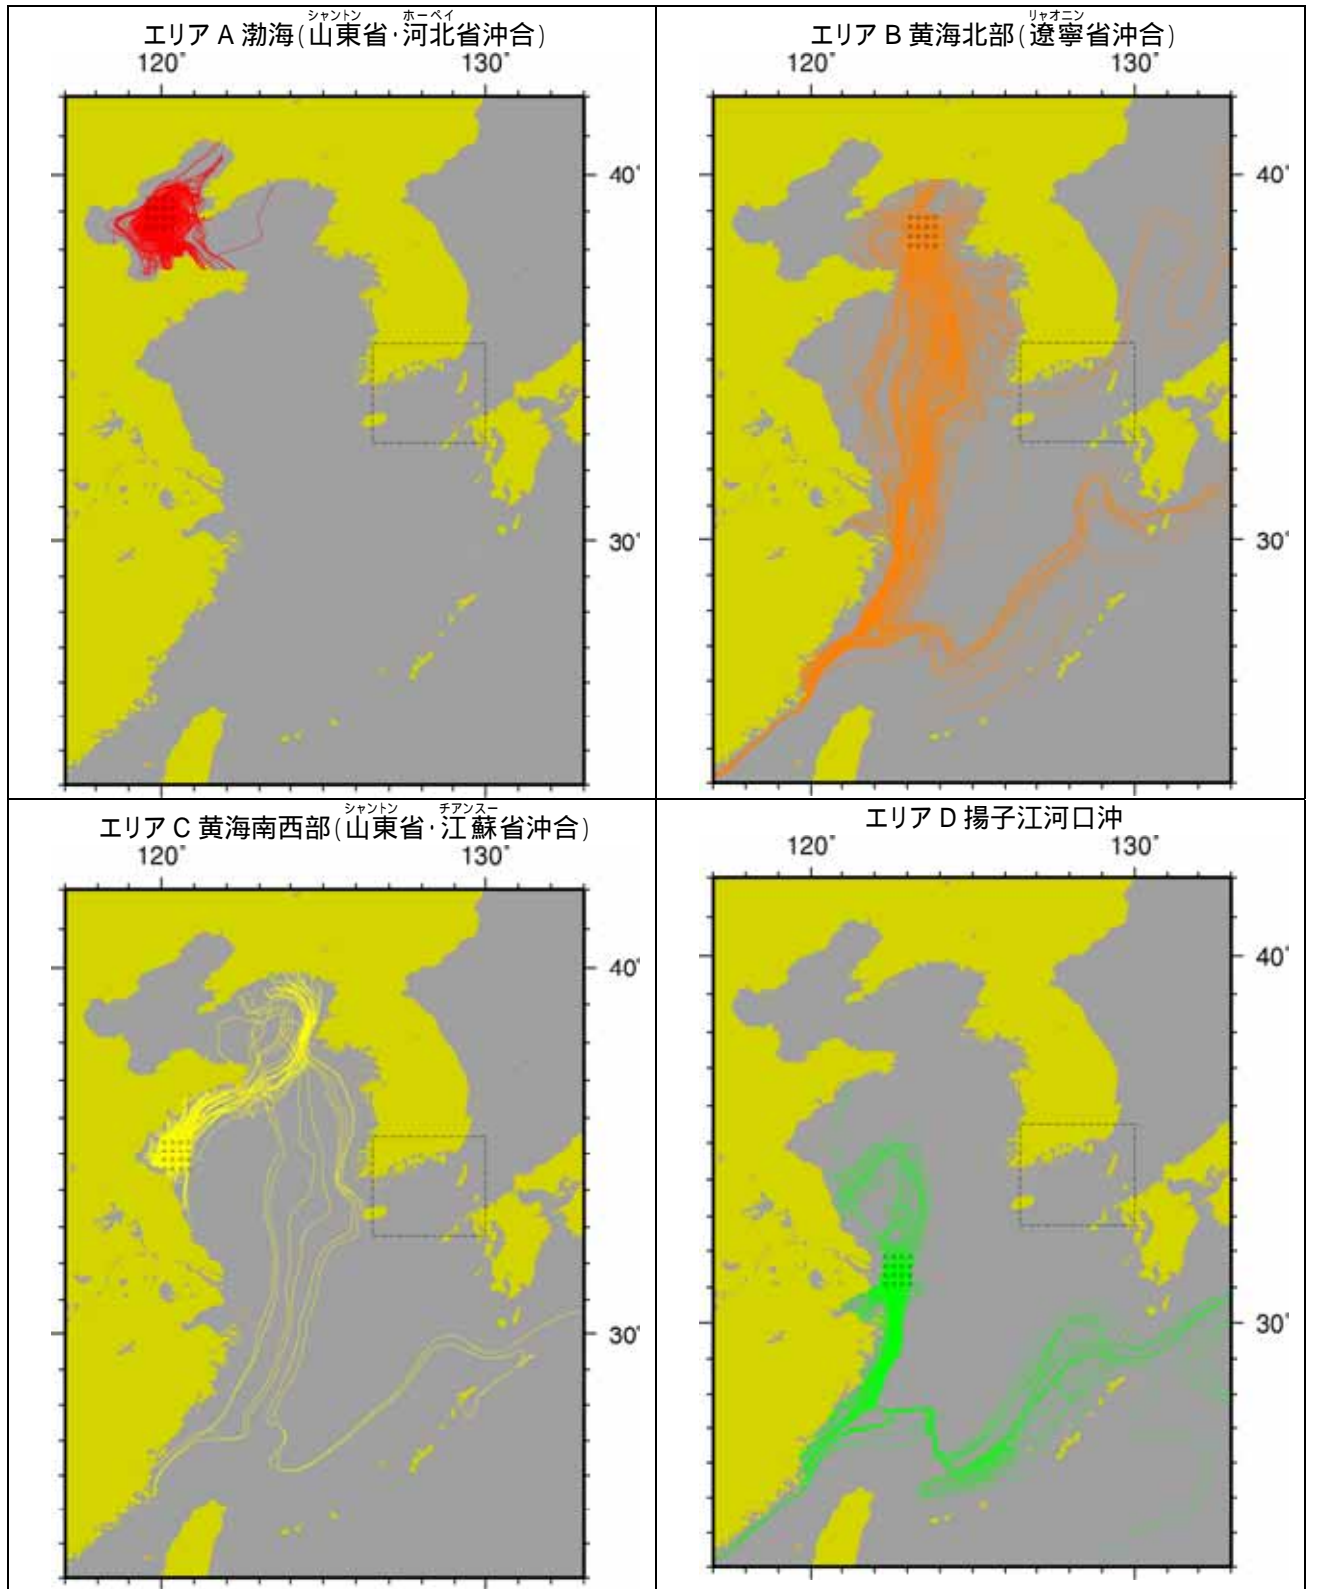 シャントン ホーペイ
エリア A 渤海(山東省・河北省沖合)
120° 130°
40°
30°
リャオニン
エリア B 黄海北部(遼寧省沖合)
120° 130°
40°
30°
シャントン チアンスー
エリア C 黄海南西部(山東省・江蘇省沖合)
120° 130°
40°
30°
エリア D 揚子江河口沖
120° 130°
40°
30°